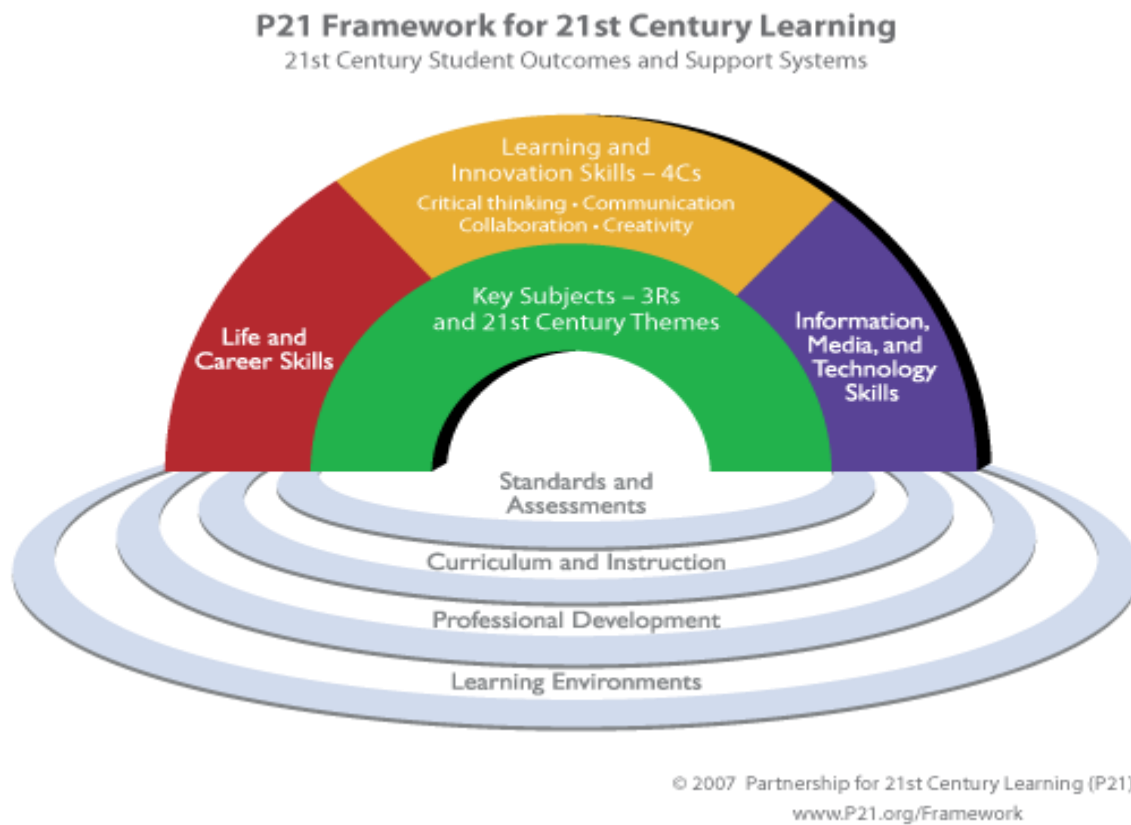 P21 Framework for 21st Century Learning
21st Century Student Outcomes and Support Systems
Learning and
Innovation Skills – 4Cs
Critical thinking • Communication
Collaboration • Creativity
Key Subjects – 3Rs
and 21st Century Themes
Life and
Career Skills
Information,
Media, and
Technology
Skills
Standards and
Assessments
Curriculum and Instruction
Professional Development
Learning Environments
© 2007 Partnership for 21st Century Learning (P21)
www.P21.org/Framework